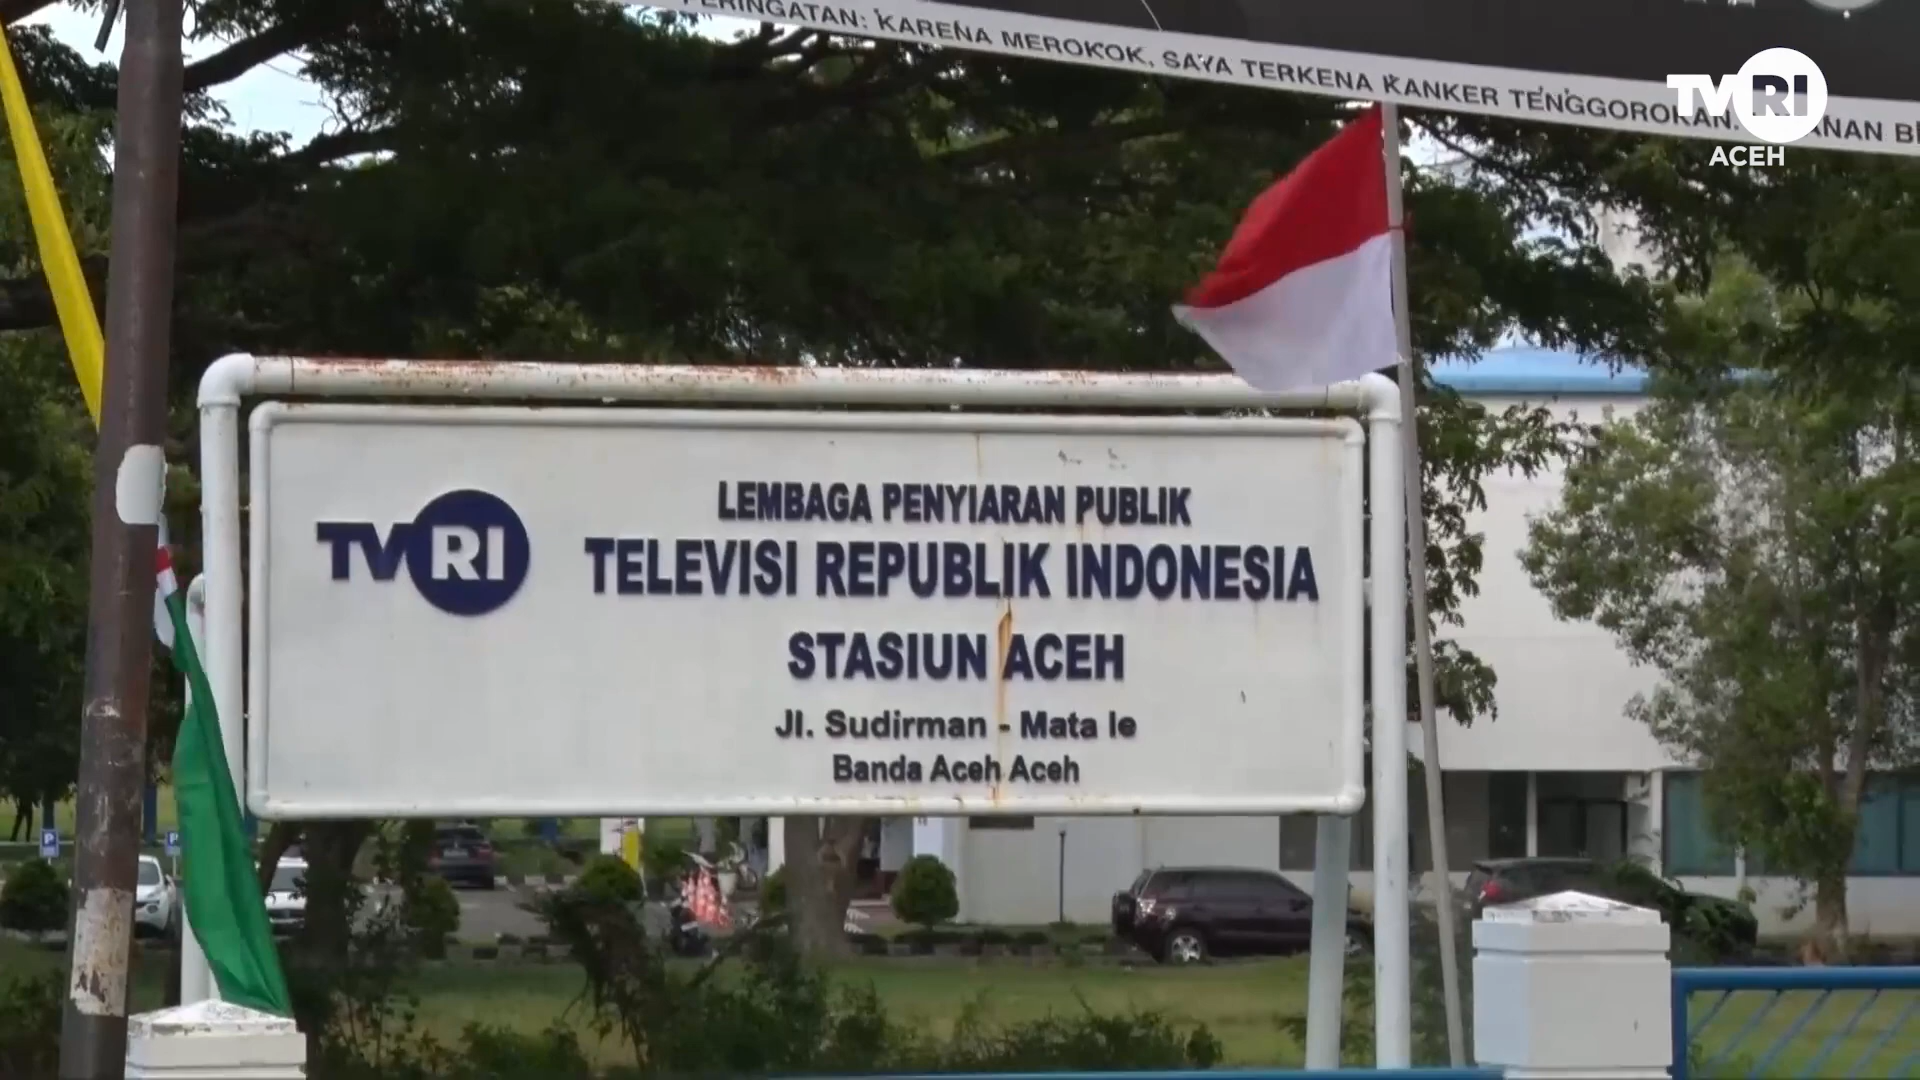 PERINGATAN: KARENA MEROKOK, SAYA TERKENA KANKER TENGGOROKAN.
TVRI
ACEH
LEMBAGA PENYIARAN PUBLIK
TVRI
TELEVISI REPUBLIK INDONESIA
STASIUN ACEH
Jl. Sudirman - Mata Ie
Banda Aceh Aceh
P
P